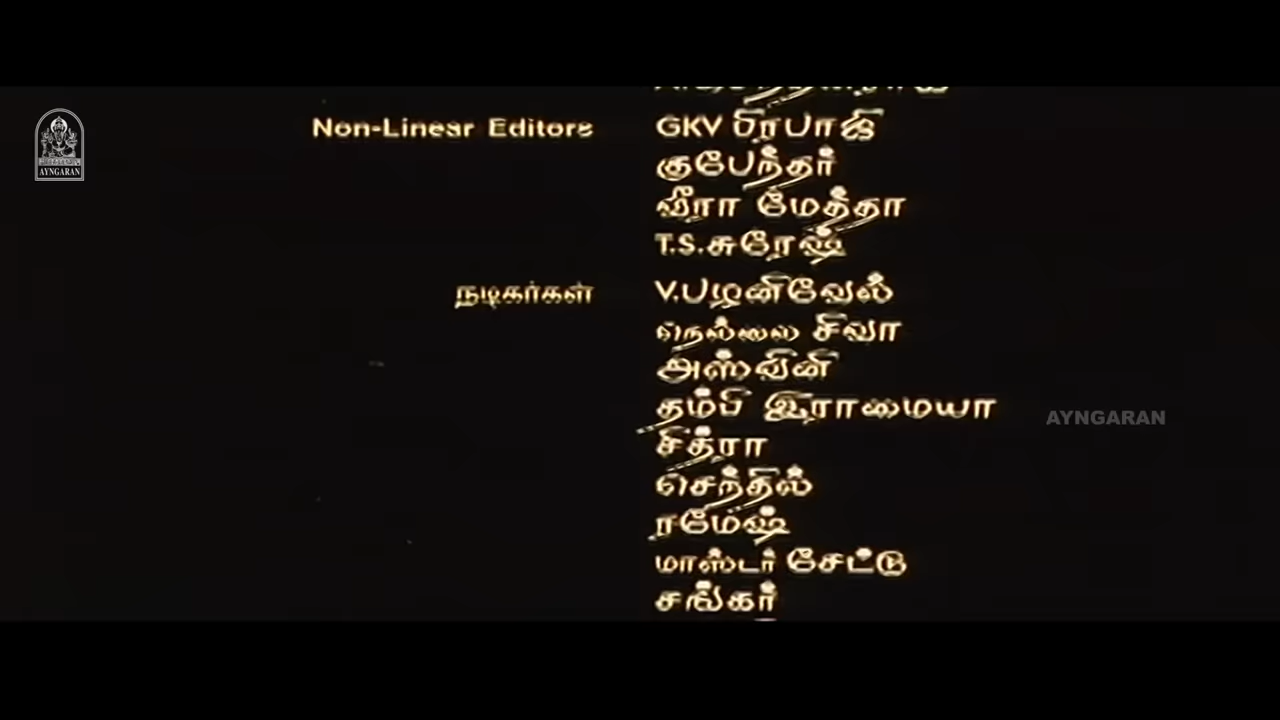 Non-Linear Editors GKV பிரபாஜி
குபேந்தர்
வீரா மேத்தா
T.S.சுரேஷ்
நடிகர்கள் V.பழனிவேல்
நெல்லை சிவா
அஸ்வினி
தம்பி இராமையா
AYNGARAN
சித்ரா
செந்தில்
ரமேஷ்
மாஸ்டர் சேட்டு
சங்கர்
AYNGARAN